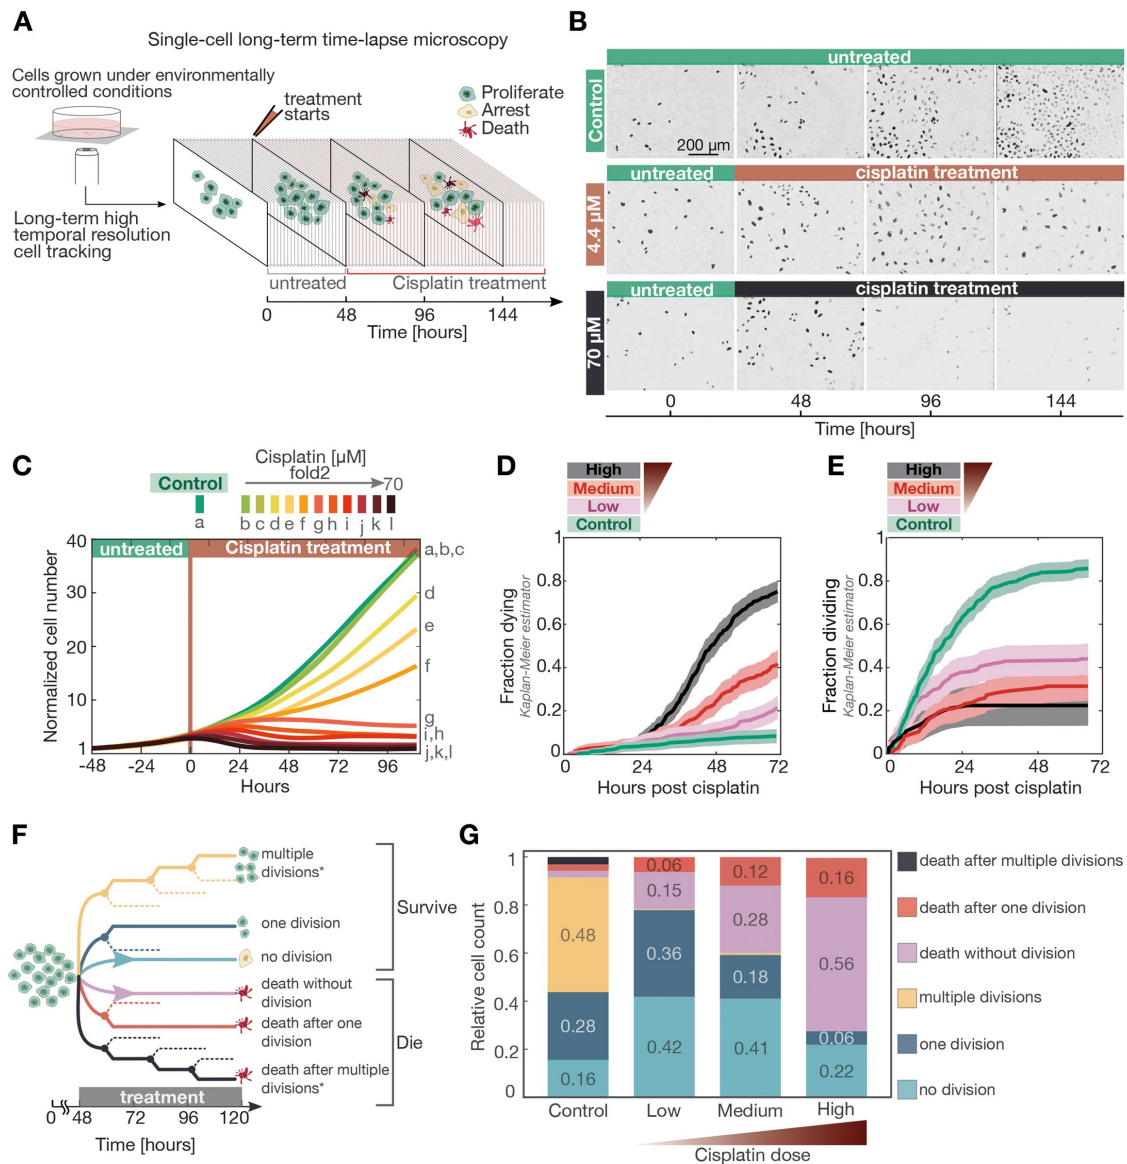 A
Single-cell long-term time-lapse microscopy
Cells grown under environmentally
controlled conditions
treatment
starts
Proliferate
Arrest
Death
Long-term high
temporal resolution
cell tracking
untreated
Cisplatin treatment
0 48 96 144
Time [hours]
B
untreated
Control
200 μm
untreated cisplatin treatment
4.4 μM
untreated cisplatin treatment
70 μM
0 48 96 144
Time [hours]
C
Cisplatin [μM]
Control
fold2
70
a b c d e f g h i j k l
untreated Cisplatin treatment
Normalized cell number
40
30
20
10
1
a,b,c
d
e
f
g
i,h
j,k,l
-48 -24 0 24 48 72 96
Hours
D
High
Medium
Low
Control
Fraction dying
Kaplan-Meier estimator
1
0.8
0.6
0.4
0.2
0
0 24 48 72
Hours post cisplatin
E
High
Medium
Low
Control
Fraction dividing
Kaplan-Meier estimator
1
0.8
0.6
0.4
0.2
0
0 24 48 72
Hours post cisplatin
F
multiple
divisions*
one division
no division
Survive
death without
division
death after one
division
death after multiple
divisions*
Die
treatment
0 48 72 96 120
Time [hours]
G
Relative cell count
1
0.8
0.6
0.4
0.2
0
0.48
0.28
0.16
0.06
0.15
0.36
0.42
0.12
0.28
0.18
0.41
0.16
0.56
0.06
0.22
Control Low Medium High
Cisplatin dose
death after multiple divisions
death after one division
death without division
multiple divisions
one division
no division